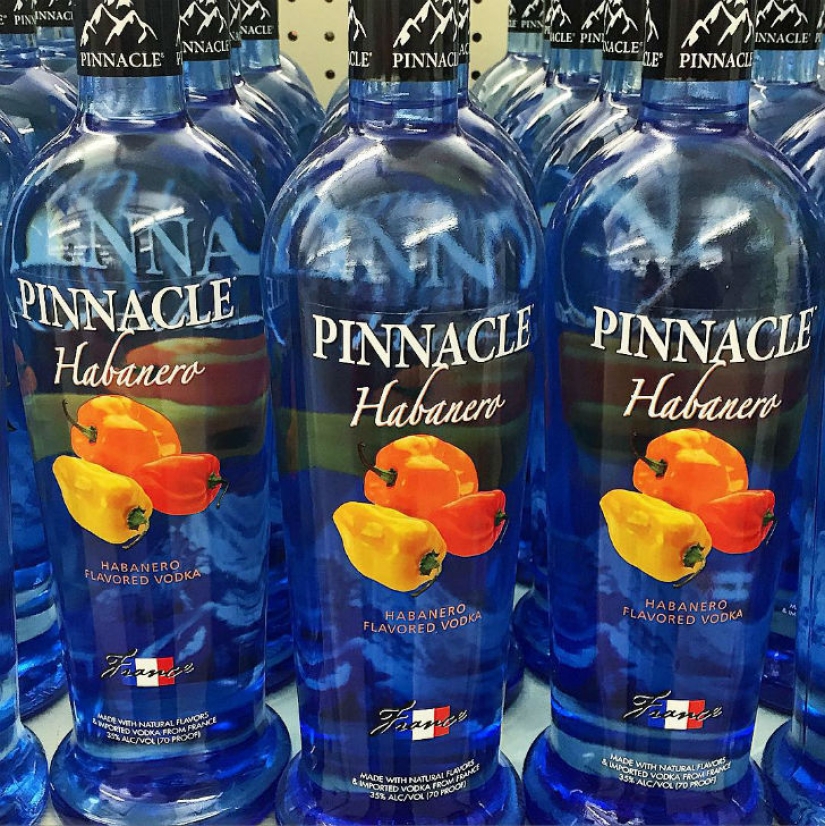 PINNACLE®
PINNACLE
PINNACLE
PINNACLE®
Habanero
HABANERO
FLAVORED VODKA
France
MADE WITH NATURAL FLAVORS
& IMPORTED VODKA FROM FRANCE
35% ALC/VOL (70 PROOF)
PINNACLE®
Habanero
HABANERO
FLAVORED VODKA
France
MADE WITH NATURAL FLAVORS
& IMPORTED VODKA FROM FRANCE
35% ALC/VOL (70 PROOF)
PINNACLE®
Habanero
HABANERO
FLAVORED VODKA
France
MADE WITH NATURAL FLAVORS
& IMPORTED VODKA FROM FRANCE
35% ALC/VOL (70 PROOF)